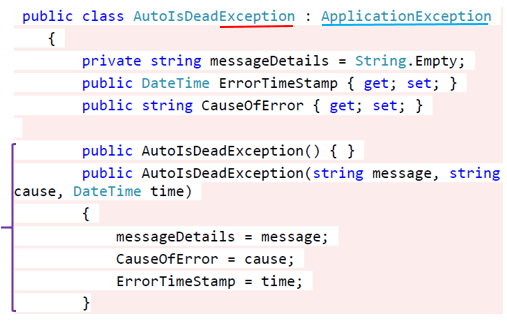 public class AutoIsDeadException : ApplicationException
{
private string messageDetails = String.Empty;
public DateTime ErrorTimeStamp { get; set; }
public string CauseOfError { get; set; }
public AutoIsDeadException() { }
public AutoIsDeadException(string message, string
cause, DateTime time)
{
messageDetails = message;
CauseOfError = cause;
ErrorTimeStamp = time;
}